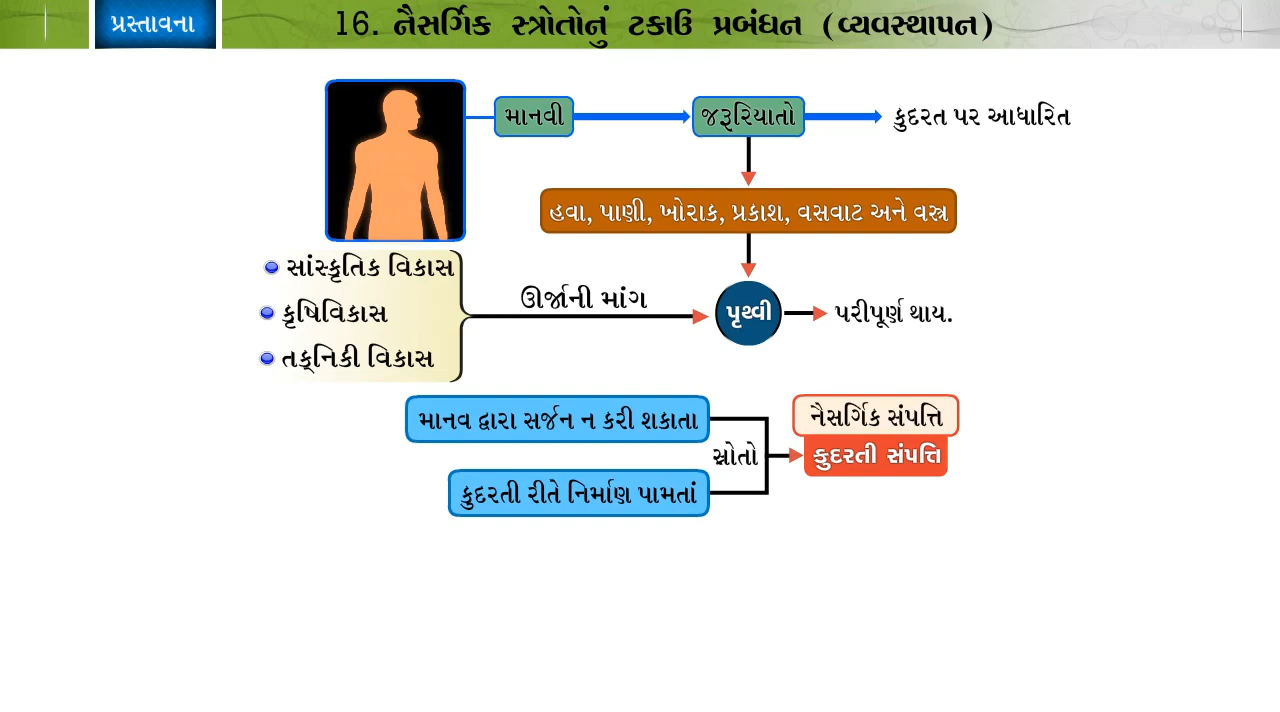 પ્રસ્તાવના
16. નૈસર્ગિક સ્ત્રોતોનું ટકાઉ પ્રબંધન (વ્યવસ્થાપન)
માનવી
જરૂરિયાતો
કુદરત પર આધારિત
હવા, પાણી, ખોરાક, પ્રકાશ, વસવાટ અને વસ્ત્ર
સાંસ્કૃતિક વિકાસ
કૃષિવિકાસ
તક્નિકી વિકાસ
ઊર્જાની માંગ
પૃથ્વી
પરીપૂર્ણ થાય.
માનવ દ્વારા સર્જન ન કરી શકાતા
કુદરતી રીતે નિર્માણ પામતાં
સ્રોતો
નૈસર્ગિક સંપત્તિ
કુદરતી સંપત્તિ